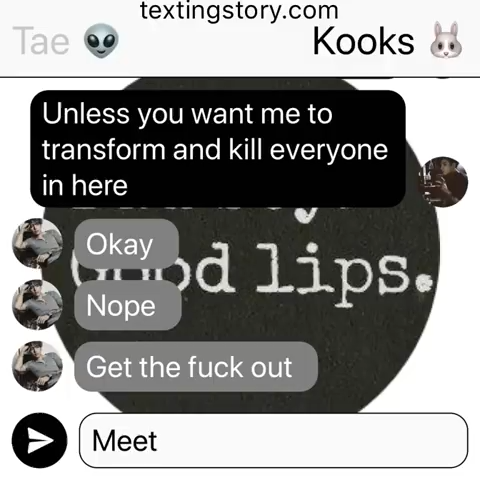 textingstory.com
Tae 👽 Kooks 🐰
Unless you want me to
transform and kill everyone
in here
Okay
Good lips.
Nope
Get the fuck out
Meet